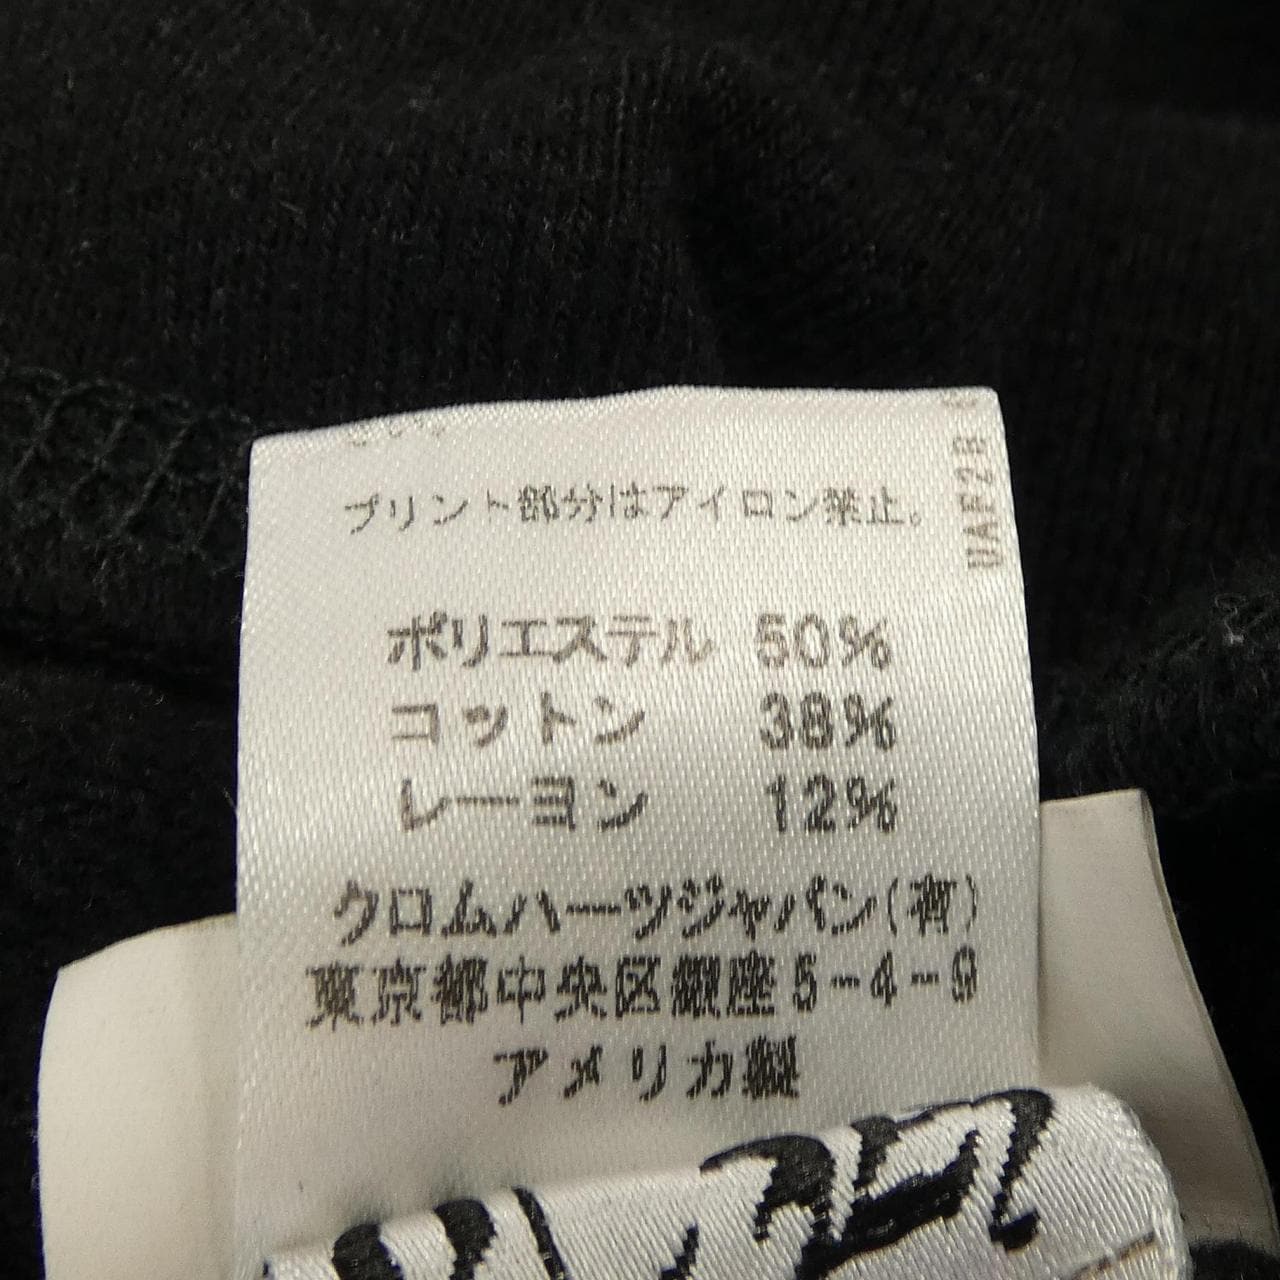 プリント部分はアイロン禁止。
ポリエステル 50%
コットン 38%
レーヨン 12%
クロムハーツジャパン(有)
東京都中央区銀座5-4-9
アメリカ製